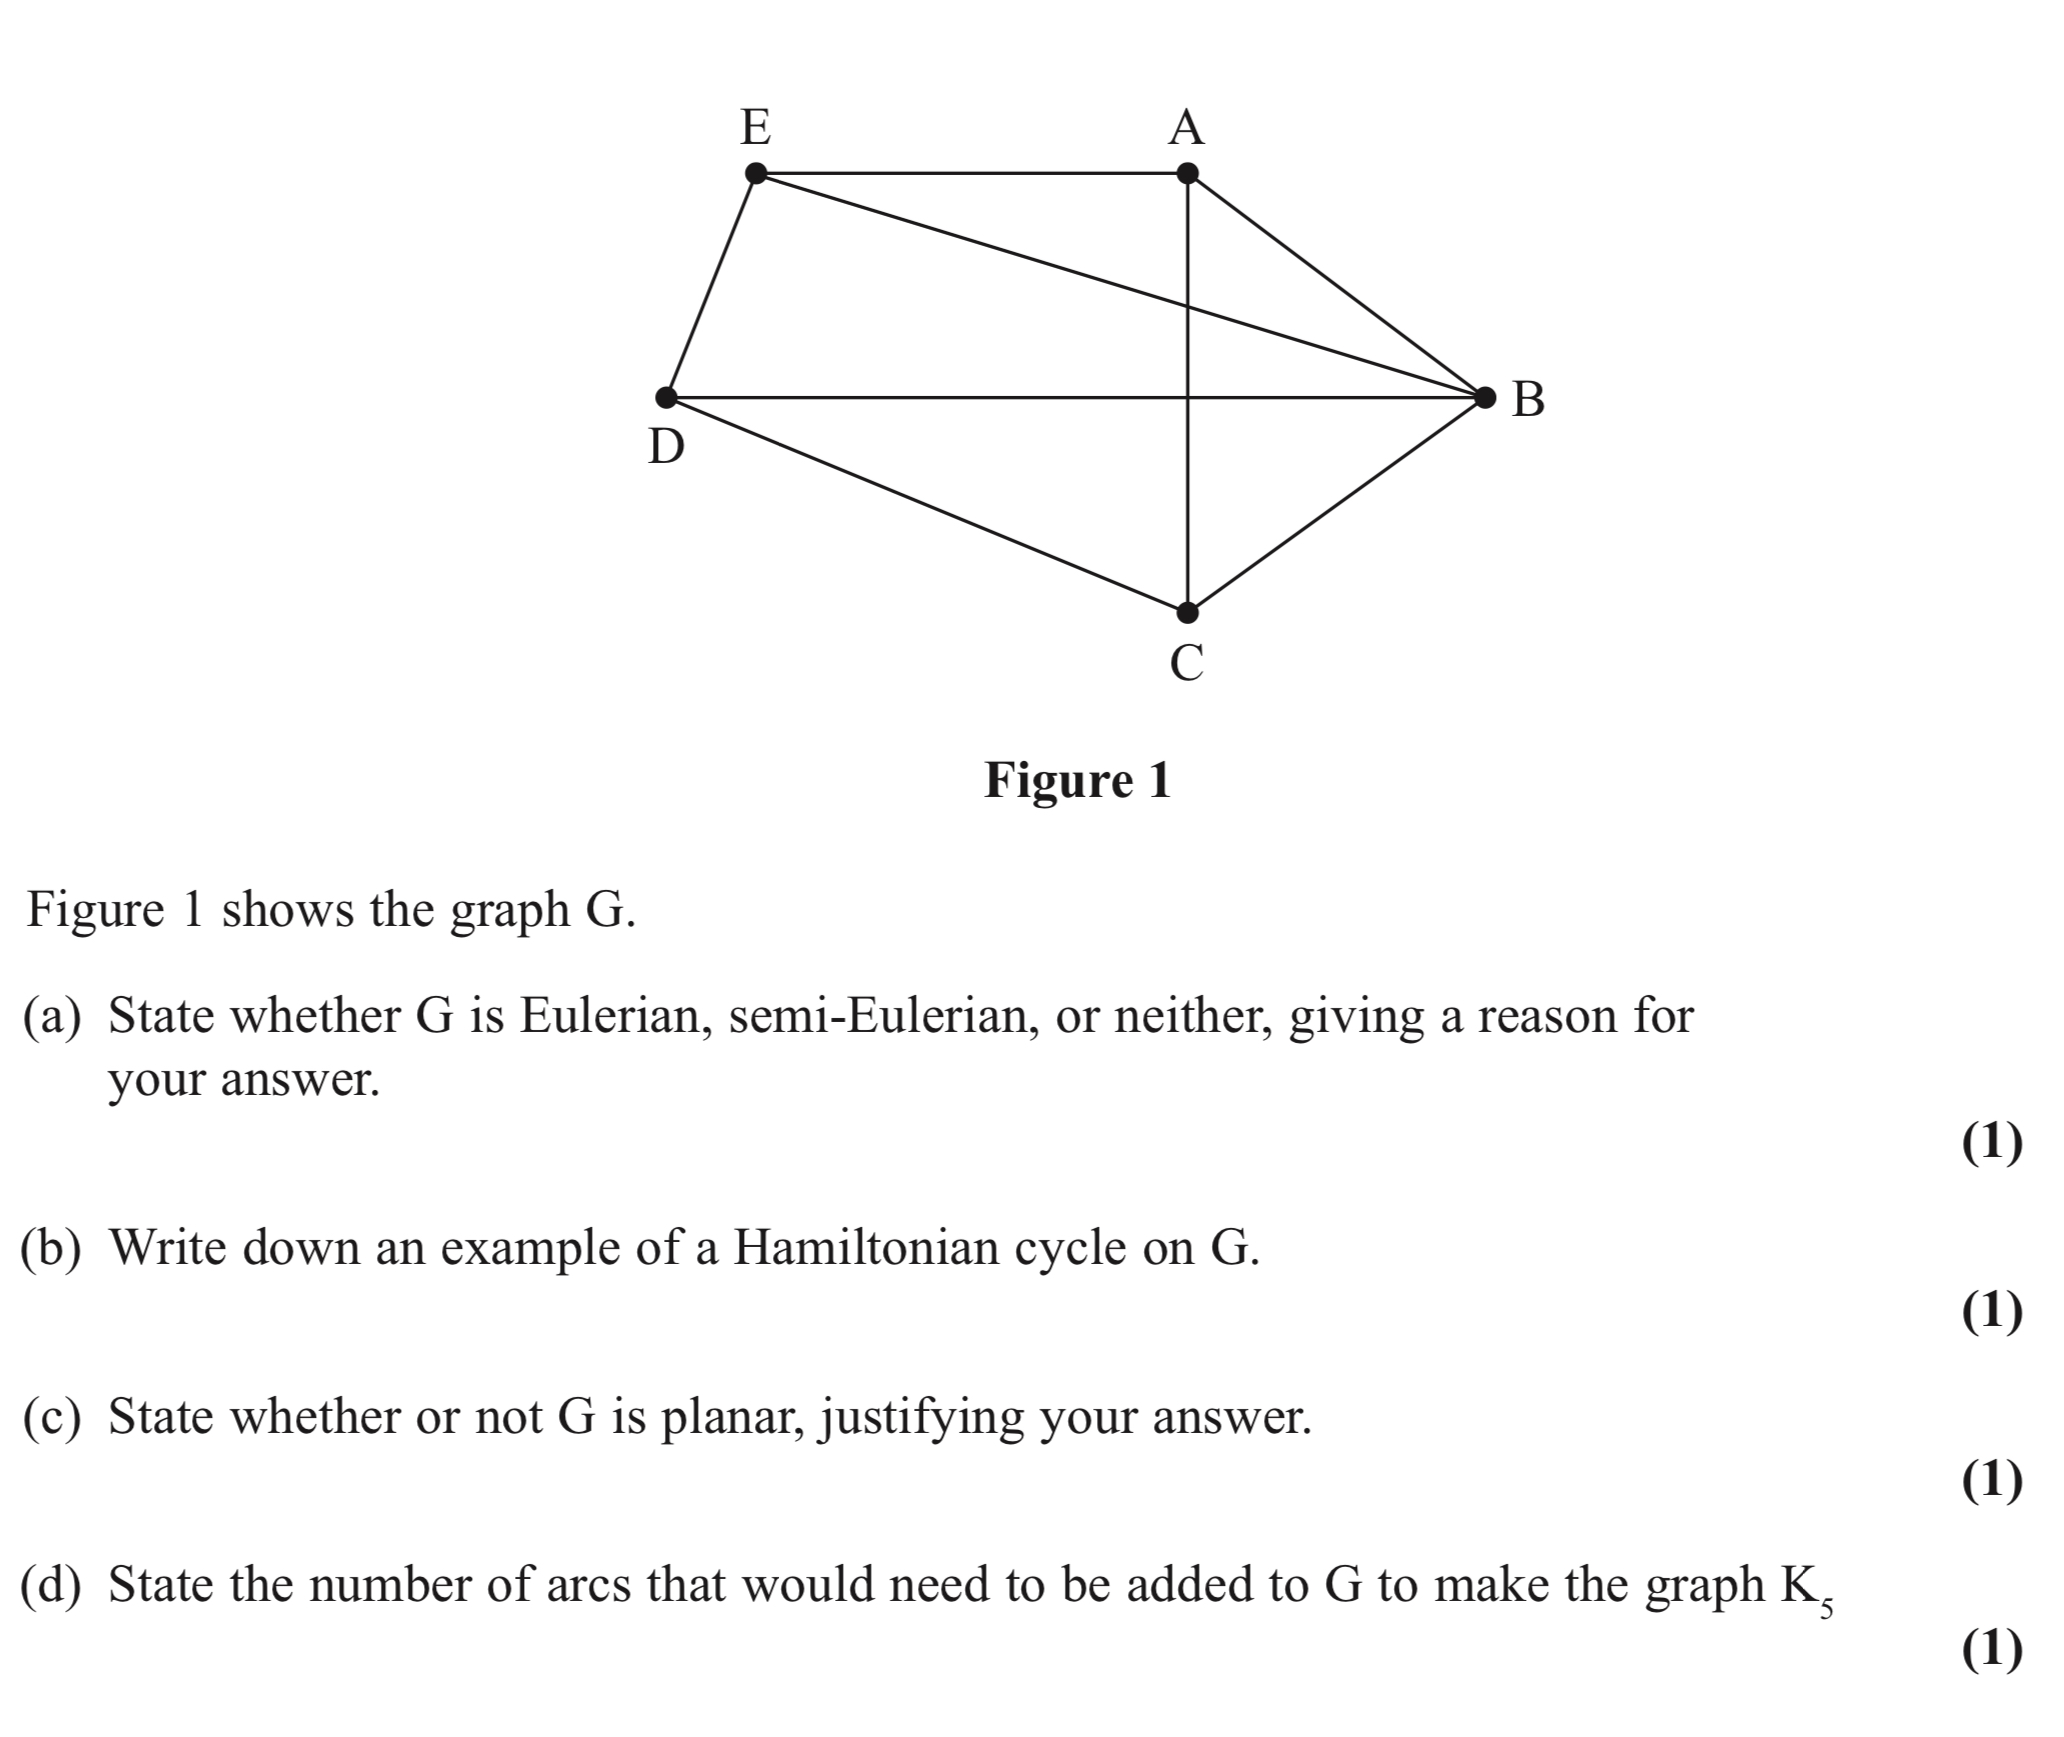 E
A
B
D
C
Figure 1
Figure 1 shows the graph G.
(a) State whether G is Eulerian, semi-Eulerian, or neither, giving a reason for
your answer.
(1)
(b) Write down an example of a Hamiltonian cycle on G.
(1)
(c) State whether or not G is planar, justifying your answer.
(1)
(d) State the number of arcs that would need to be added to G to make the graph K₅
(1)